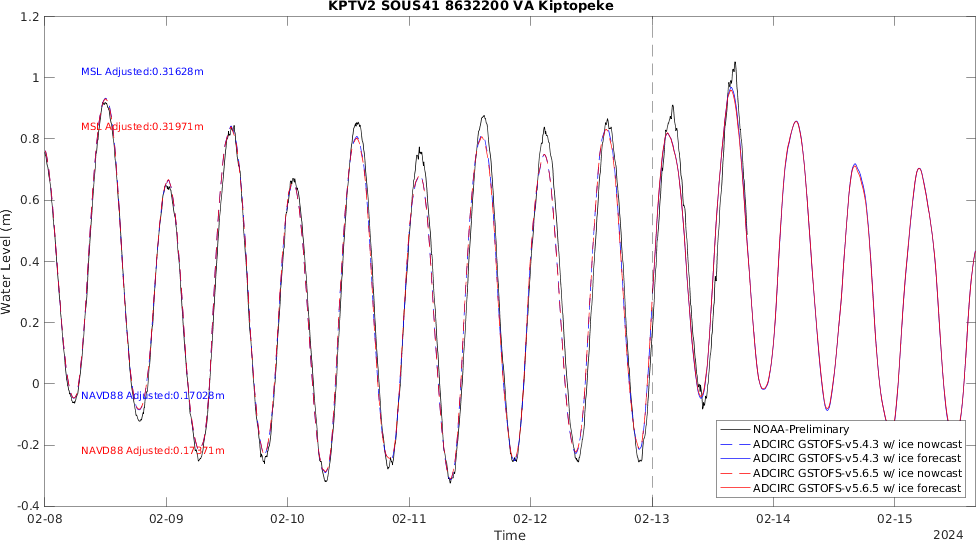 KPTV2 SOUS41 8632200 VA Kiptopeke
1.2
1
0.8
0.6
0.4
0.2
0
-0.2
-0.4
Water Level (m)
MSL Adjusted:0.31628m
MSL Adjusted:0.31971m
NAVD88 Adjusted:0.17028m
NAVD88 Adjusted:0.17371m
NOAA-Preliminary
ADCIRC GSTOFS-v5.4.3 w/ ice nowcast
ADCIRC GSTOFS-v5.4.3 w/ ice forecast
ADCIRC GSTOFS-v5.6.5 w/ ice nowcast
ADCIRC GSTOFS-v5.6.5 w/ ice forecast
02-08 02-09 02-10 02-11 02-12 02-13 02-14 02-15
Time
2024